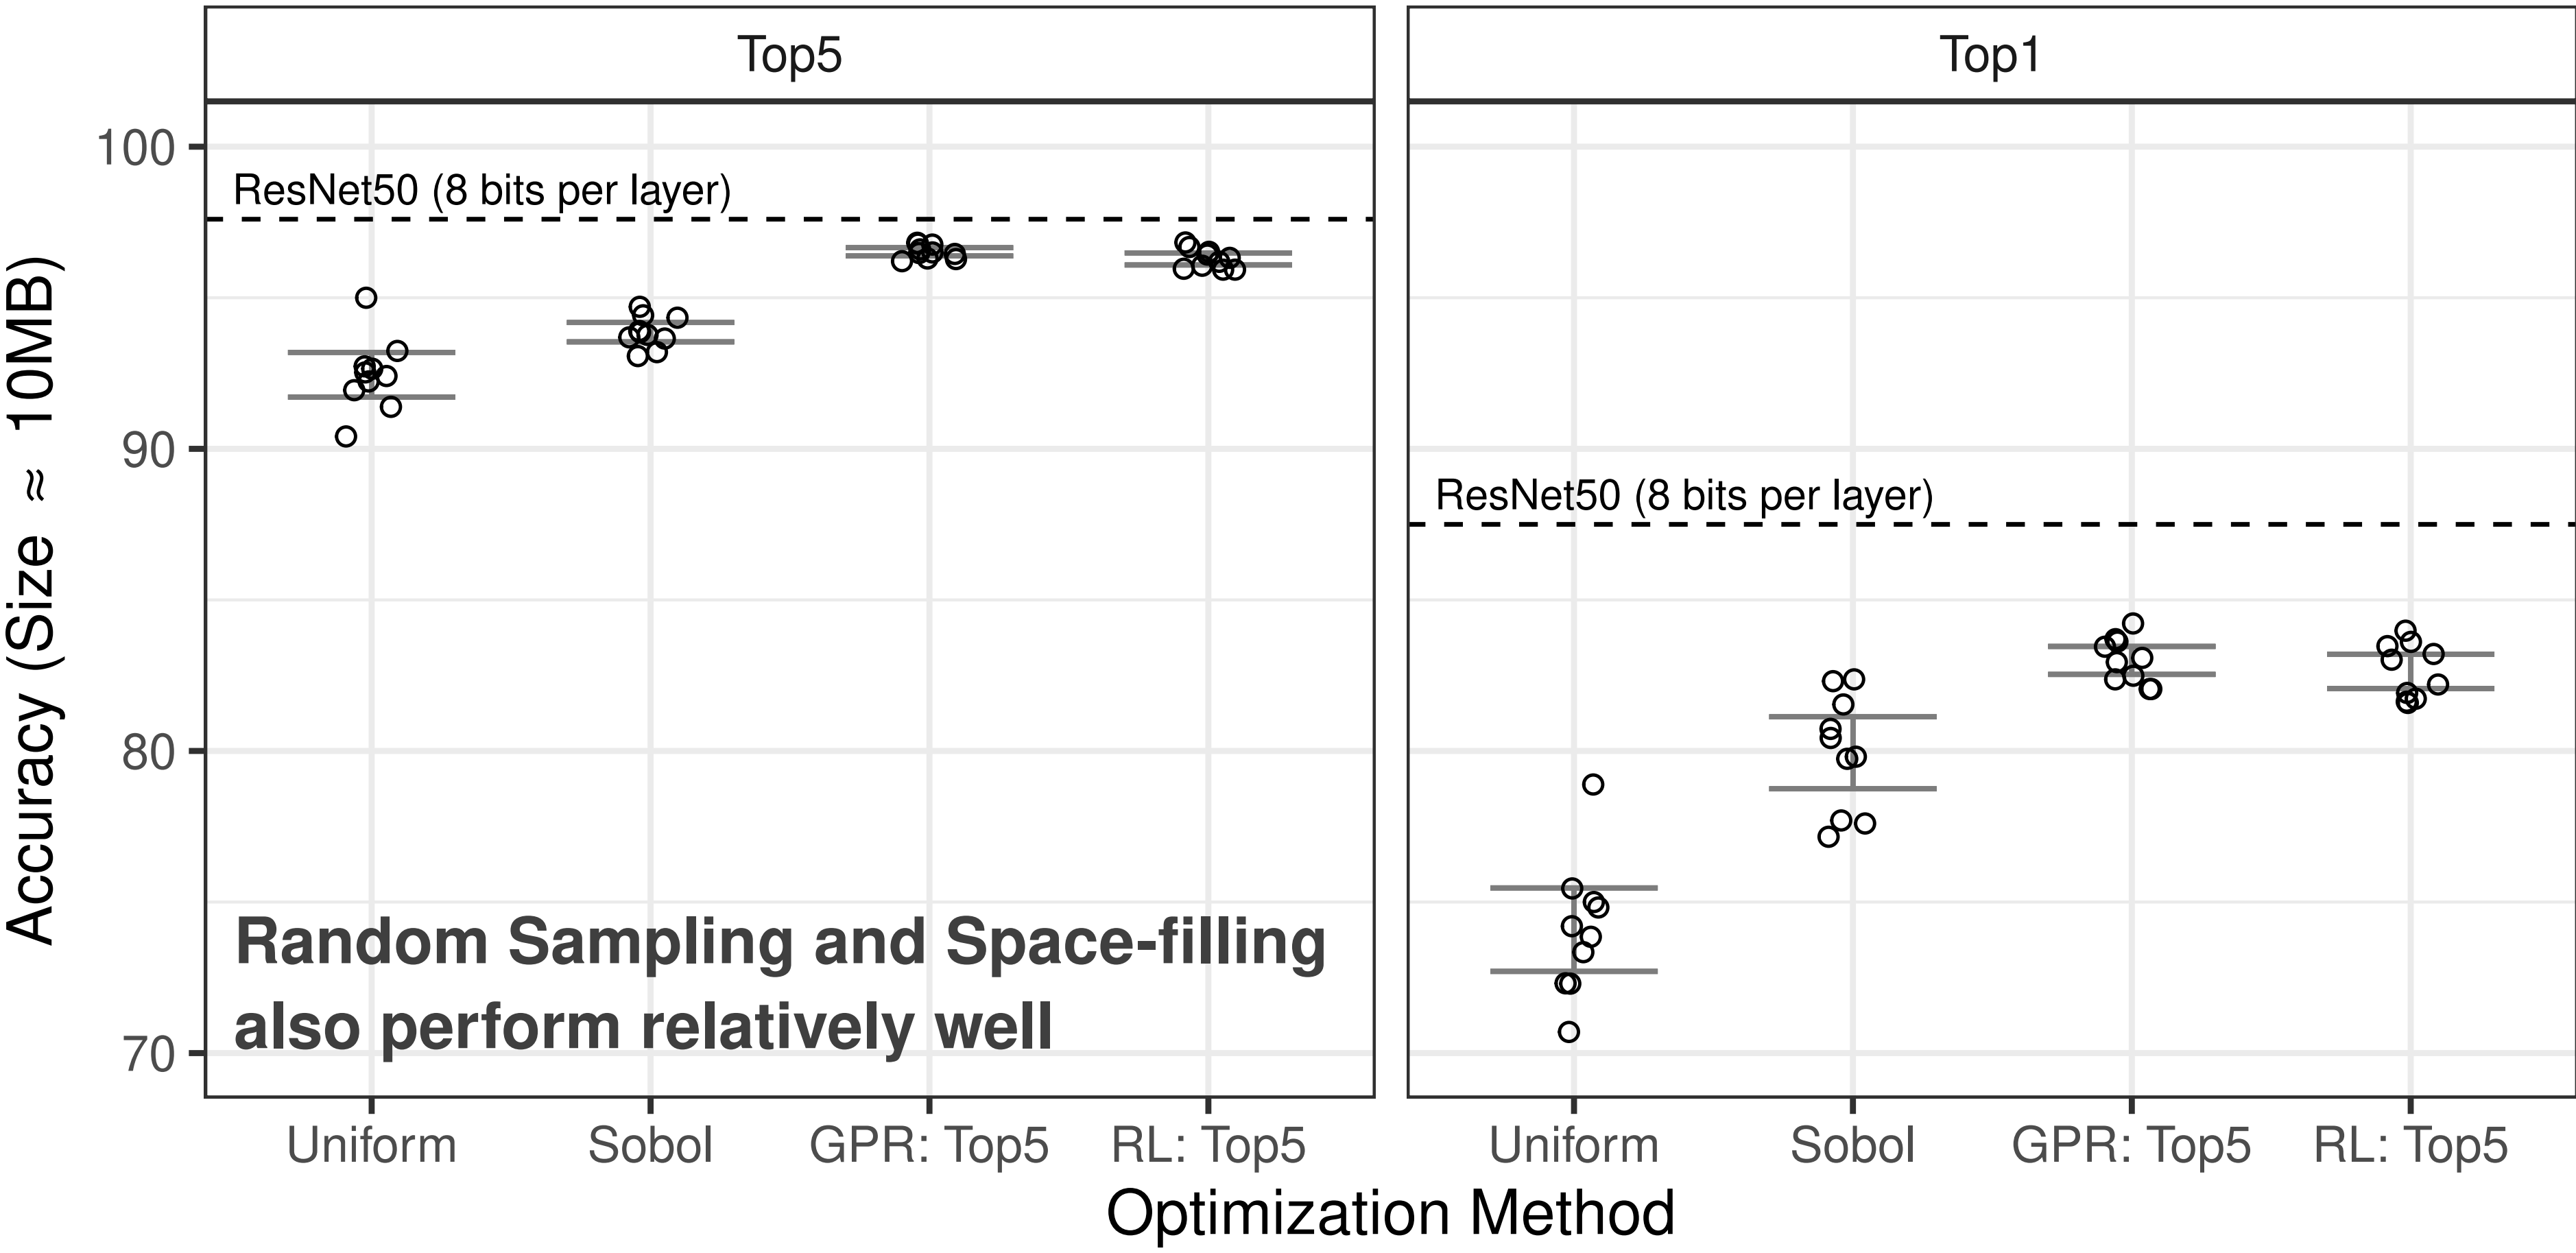 Top5
Top1
Accuracy (Size ≈ 10MB)
100
90
80
70
ResNet50 (8 bits per layer)
ResNet50 (8 bits per layer)
Random Sampling and Space-filling
also perform relatively well
Uniform Sobol GPR: Top5 RL: Top5
Uniform Sobol GPR: Top5 RL: Top5
Optimization Method